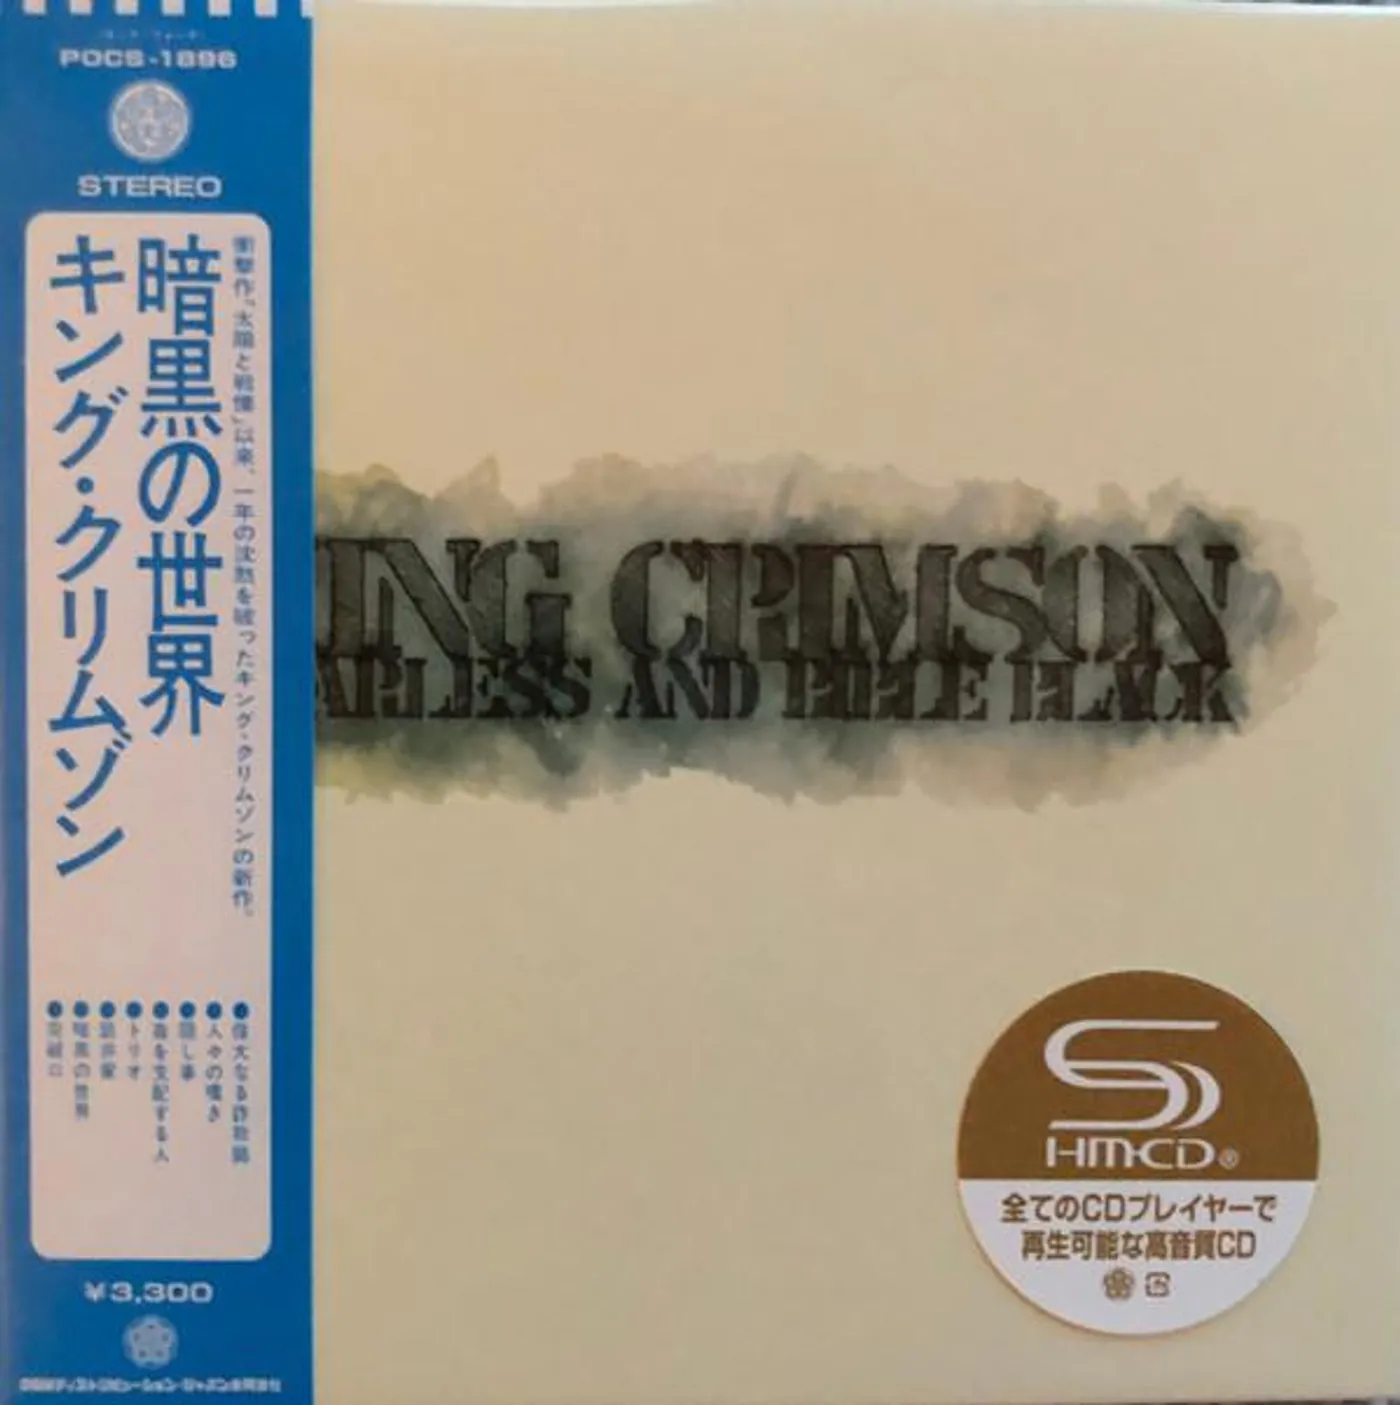 POCS-1896
STEREO
衝撃作『太陽と戦慄』以来、一年の沈黙を破ったキング・クリムゾンの新作。
暗黒の世界
キング・クリムゾン
●偉大なる詐欺師
●人々の嘆き
●隠し事
●夜を支配する人
●トリオ
●詭弁家
●暗黒の世界
●突破口
¥3,300
ING CRIMSON
ARLESS AND BIBLE BLACK
HM-CD®
全てのCDプレイヤーで
再生可能な高音質CD